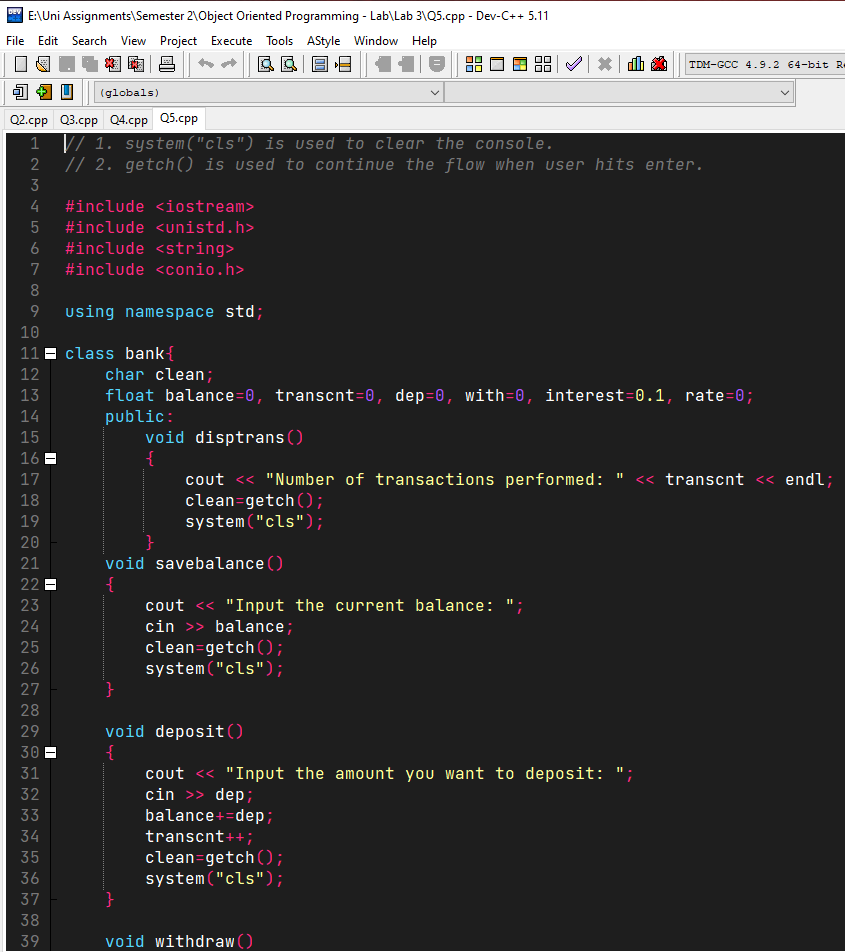 E:\Uni Assignments\Semester 2\Object Oriented Programming - Lab\Lab 3\Q5.cpp - Dev-C++ 5.11
File Edit Search View Project Execute Tools AStyle Window Help
TDM-GCC 4.9.2 64-bit Re
(globals)
Q2.cpp Q3.cpp Q4.cpp Q5.cpp
1 // 1. system("cls") is used to clear the console.
2 // 2. getch() is used to continue the flow when user hits enter.
3
4 #include <iostream>
5 #include <unistd.h>
6 #include <string>
7 #include <conio.h>
8
9 using namespace std;
10
11 class bank{
12 char clean;
13 float balance=0, transcnt=0, dep=0, with=0, interest=0.1, rate=0;
14 public:
15 void disptrans()
16 {
17 cout << "Number of transactions performed: " << transcnt << endl;
18 clean=getch();
19 system("cls");
20 }
21 void savebalance()
22 {
23 cout << "Input the current balance: ";
24 cin >> balance;
25 clean=getch();
26 system("cls");
27 }
28
29 void deposit()
30 {
31 cout << "Input the amount you want to deposit: ";
32 cin >> dep;
33 balance+=dep;
34 transcnt++;
35 clean=getch();
36 system("cls");
37 }
38
39 void withdraw()